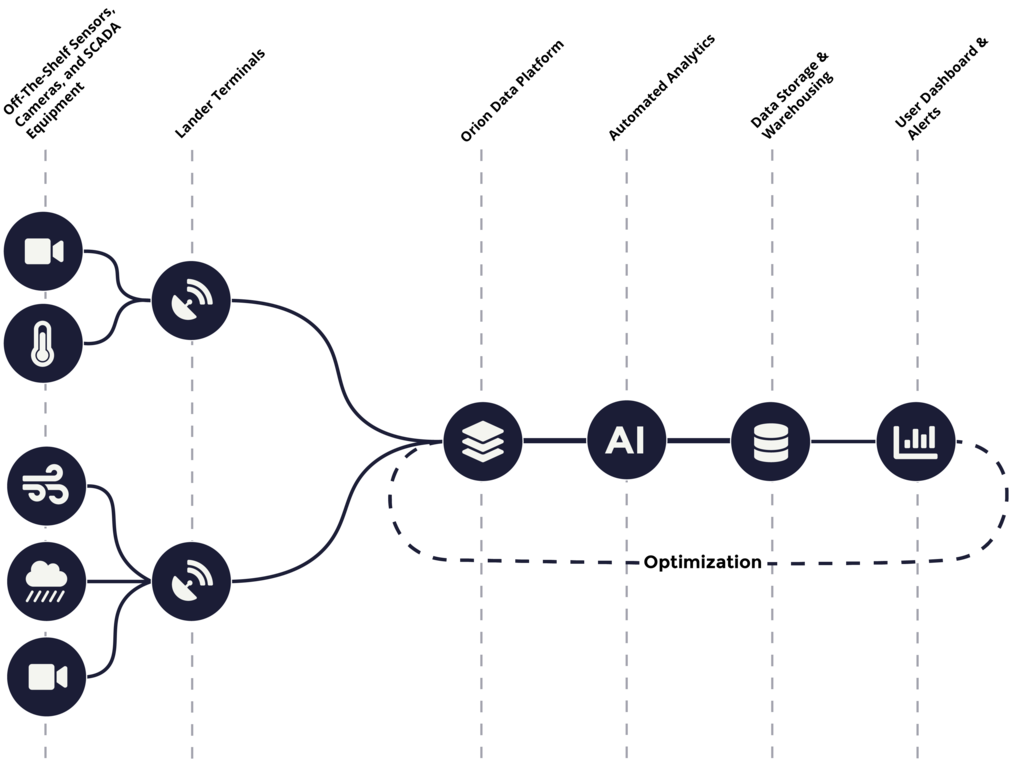 Off-The-Shelf Sensors,
Cameras, and SCADA
Equipment
Lander Terminals
Orion Data Platform
Automated Analytics
Data Storage &
Warehousing
User Dashboard &
Alerts
AI
Optimization